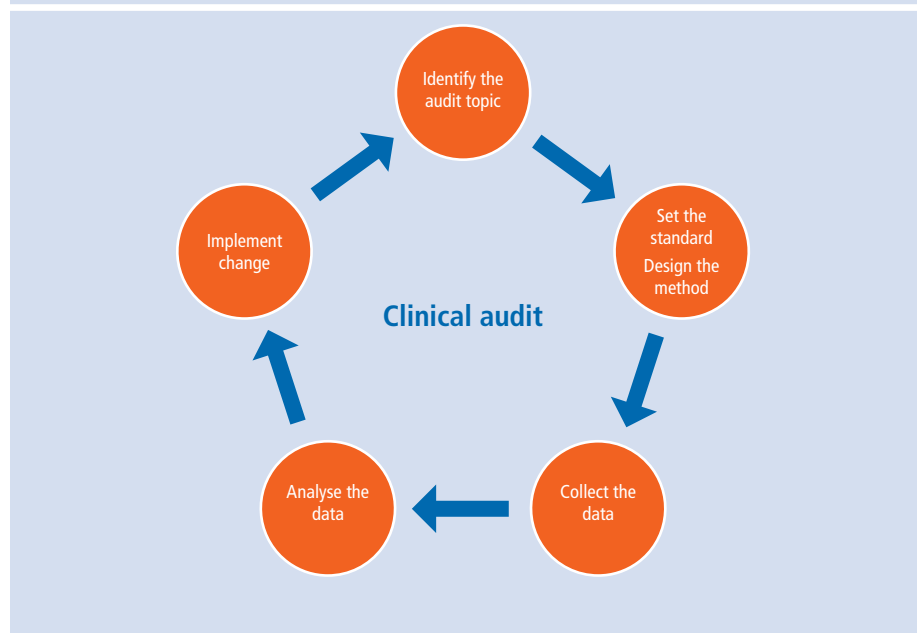 Identify the
audit topic
Set the
standard
Design the
method
Collect the
data
Analyse the
data
Implement
change
Clinical audit